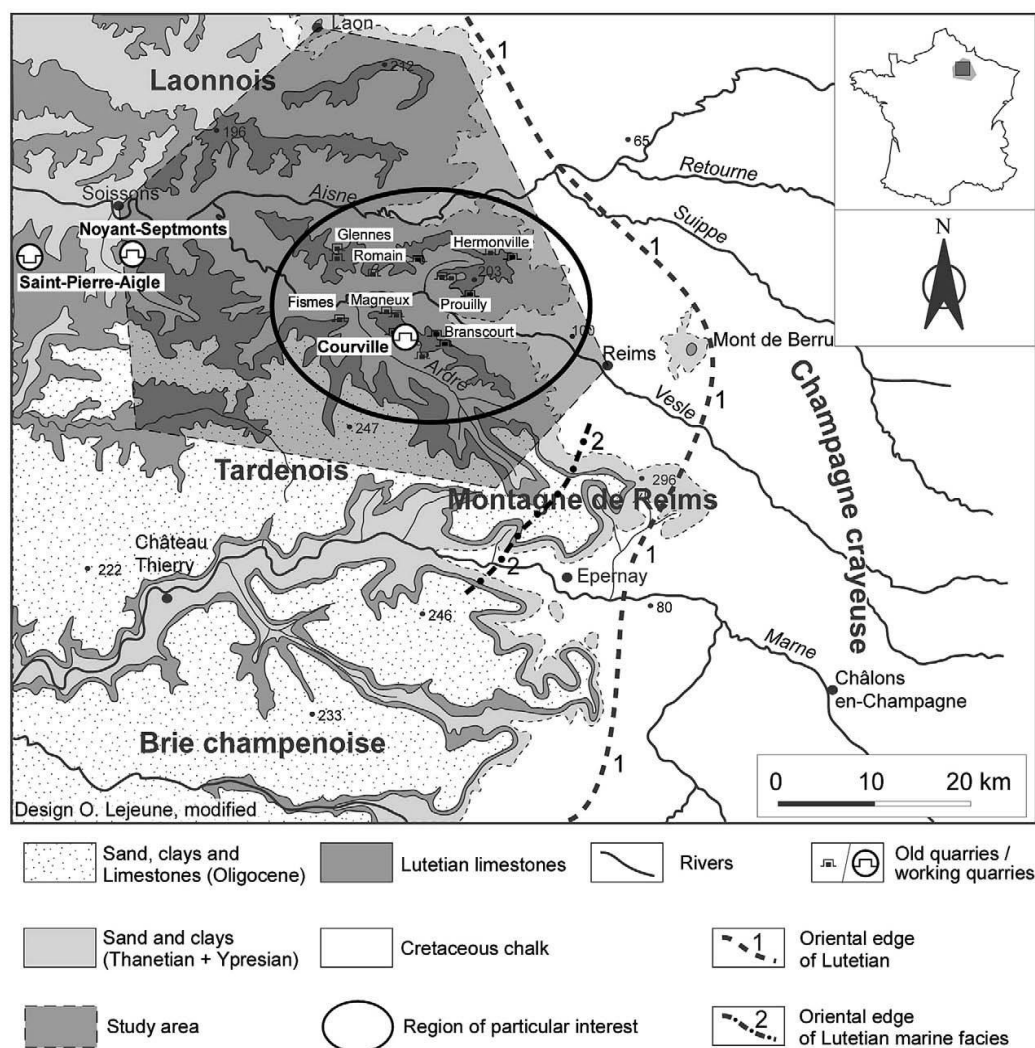 Laon
1
Laonnois
212
196
65
Retourne
Aisne
Suippe
Soissons
1
N
Noyant-Septmonts
Glennes
Hermonville
Romain
Saint-Pierre-Aigle
203
Fismes
Magneux
Prouilly
100
Branscourt
Mont de Berru
Courville
Reims
Ardre
Vesle
1
Champagne crayeuse
247
2
Tardenois
296
Montagne de Reims
Château
Thierry
1
222
2
Epernay
246
80
Marne
Châlons
en-Champagne
233
Brie champenoise
1
0 10 20 km
Design O. Lejeune, modified
Sand, clays and
Limestones (Oligocene)
Lutetian limestones
Rivers
Old quarries /
working quarries
Sand and clays
(Thanetian + Ypresian)
Cretaceous chalk
1
Oriental edge
of Lutetian
Study area
Region of particular interest
2
Oriental edge
of Lutetian marine facies